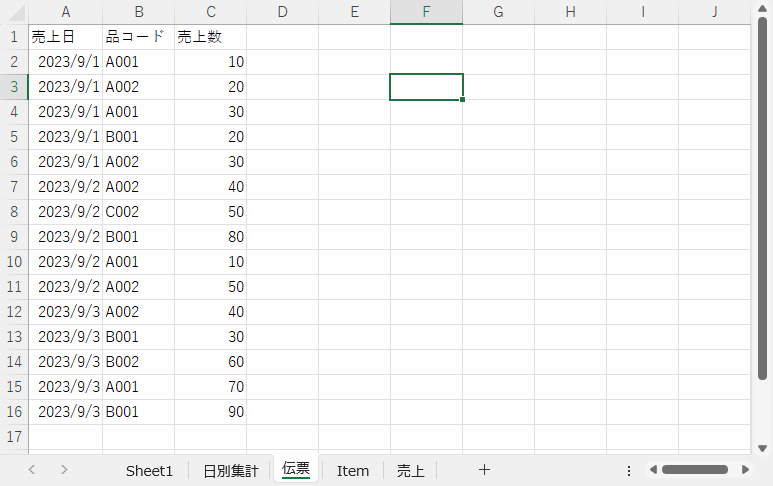 A B C D E F G H I J
1 売上日 品コード 売上数
2 2023/9/1 A001 10
3 2023/9/1 A002 20
4 2023/9/1 A001 30
5 2023/9/1 B001 20
6 2023/9/1 A002 30
7 2023/9/2 A002 40
8 2023/9/2 C002 50
9 2023/9/2 B001 80
10 2023/9/2 A001 10
11 2023/9/2 A002 50
12 2023/9/3 A002 40
13 2023/9/3 B001 30
14 2023/9/3 B002 60
15 2023/9/3 A001 70
16 2023/9/3 B001 90
17
Sheet1 日別集計 伝票 Item 売上